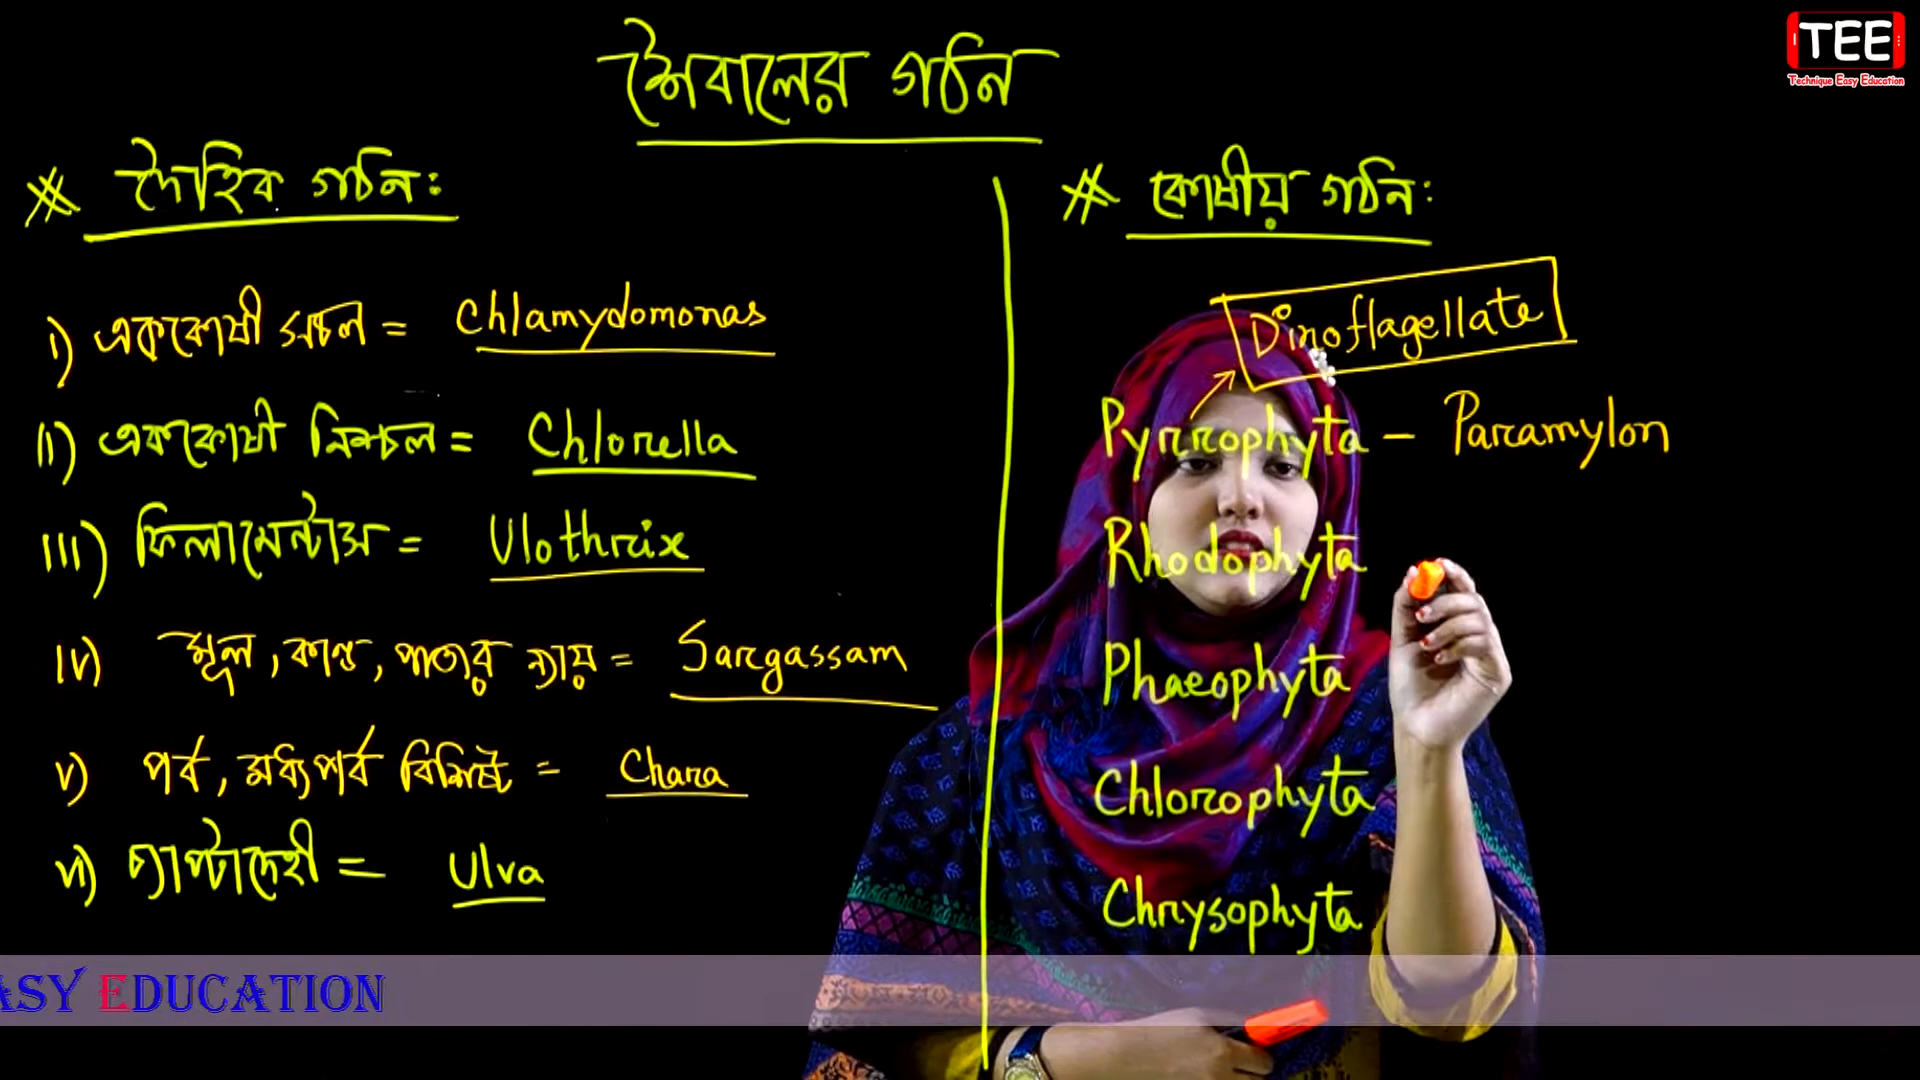 শৈবালের গঠন
TEE
Technique Easy Education
* দৈহিক গঠন:
i) এককোষী সচল = Chlamydomonas
ii) এককোষী নিশ্চল = Chlorella
iii) ফিলামেন্টাস = Ulothrix
iv) মূল, কান্ড, পাতার ন্যায় = Sargassam
v) পর্ব, মধ্যপর্ব বিশিষ্ট = Chara
vi) চ্যাপ্টাদেহী = Ulva
* কোষীয় গঠন:
Dinoflagellate
Pyrrophyta - Paramylon
Rhodophyta
Phaeophyta
Chlorophyta
Chrysophyta
ASY EDUCATION